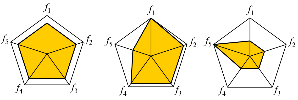 f₁ f₁ f₁
f₅ f₂ f₅ f₂ f₅ f₂
f₄ f₃ f₄ f₃ f₄ f₃